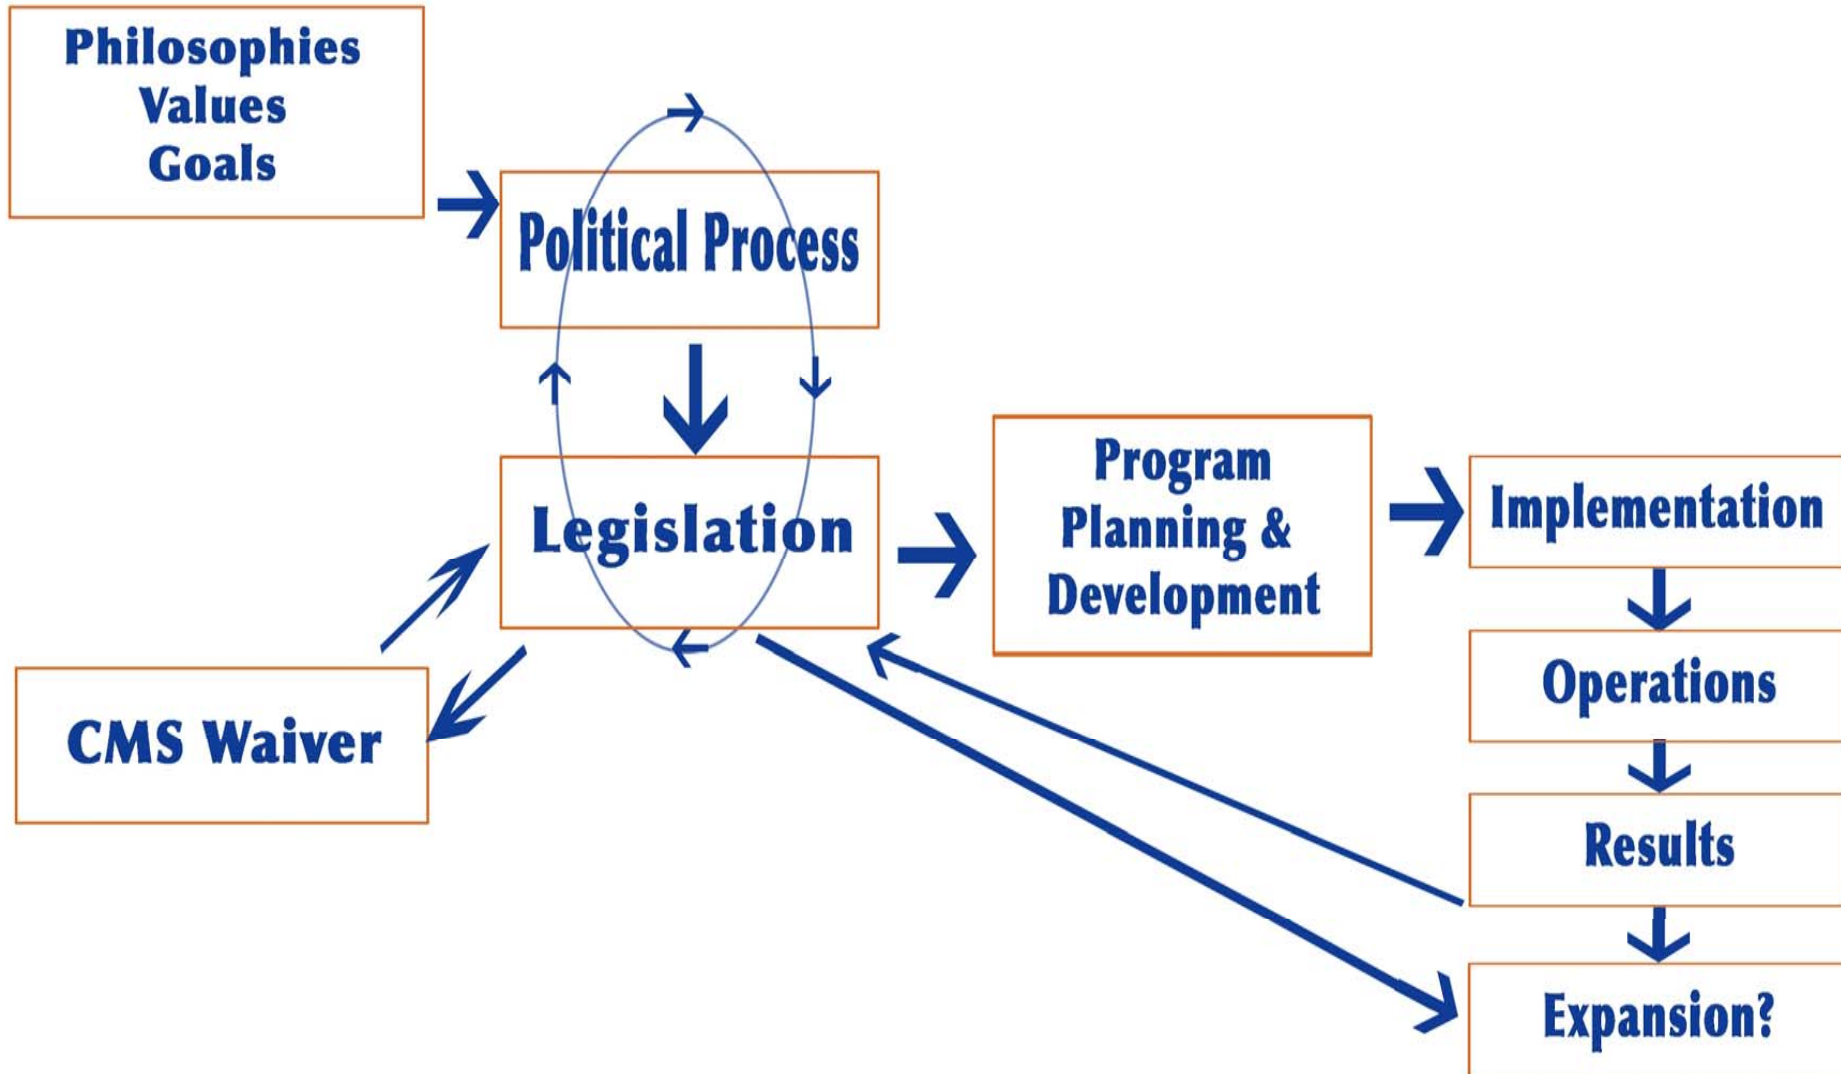 Philosophies
Values
Goals
Political Process
Legislation
CMS Waiver
Program
Planning &
Development
Implementation
Operations
Results
Expansion?